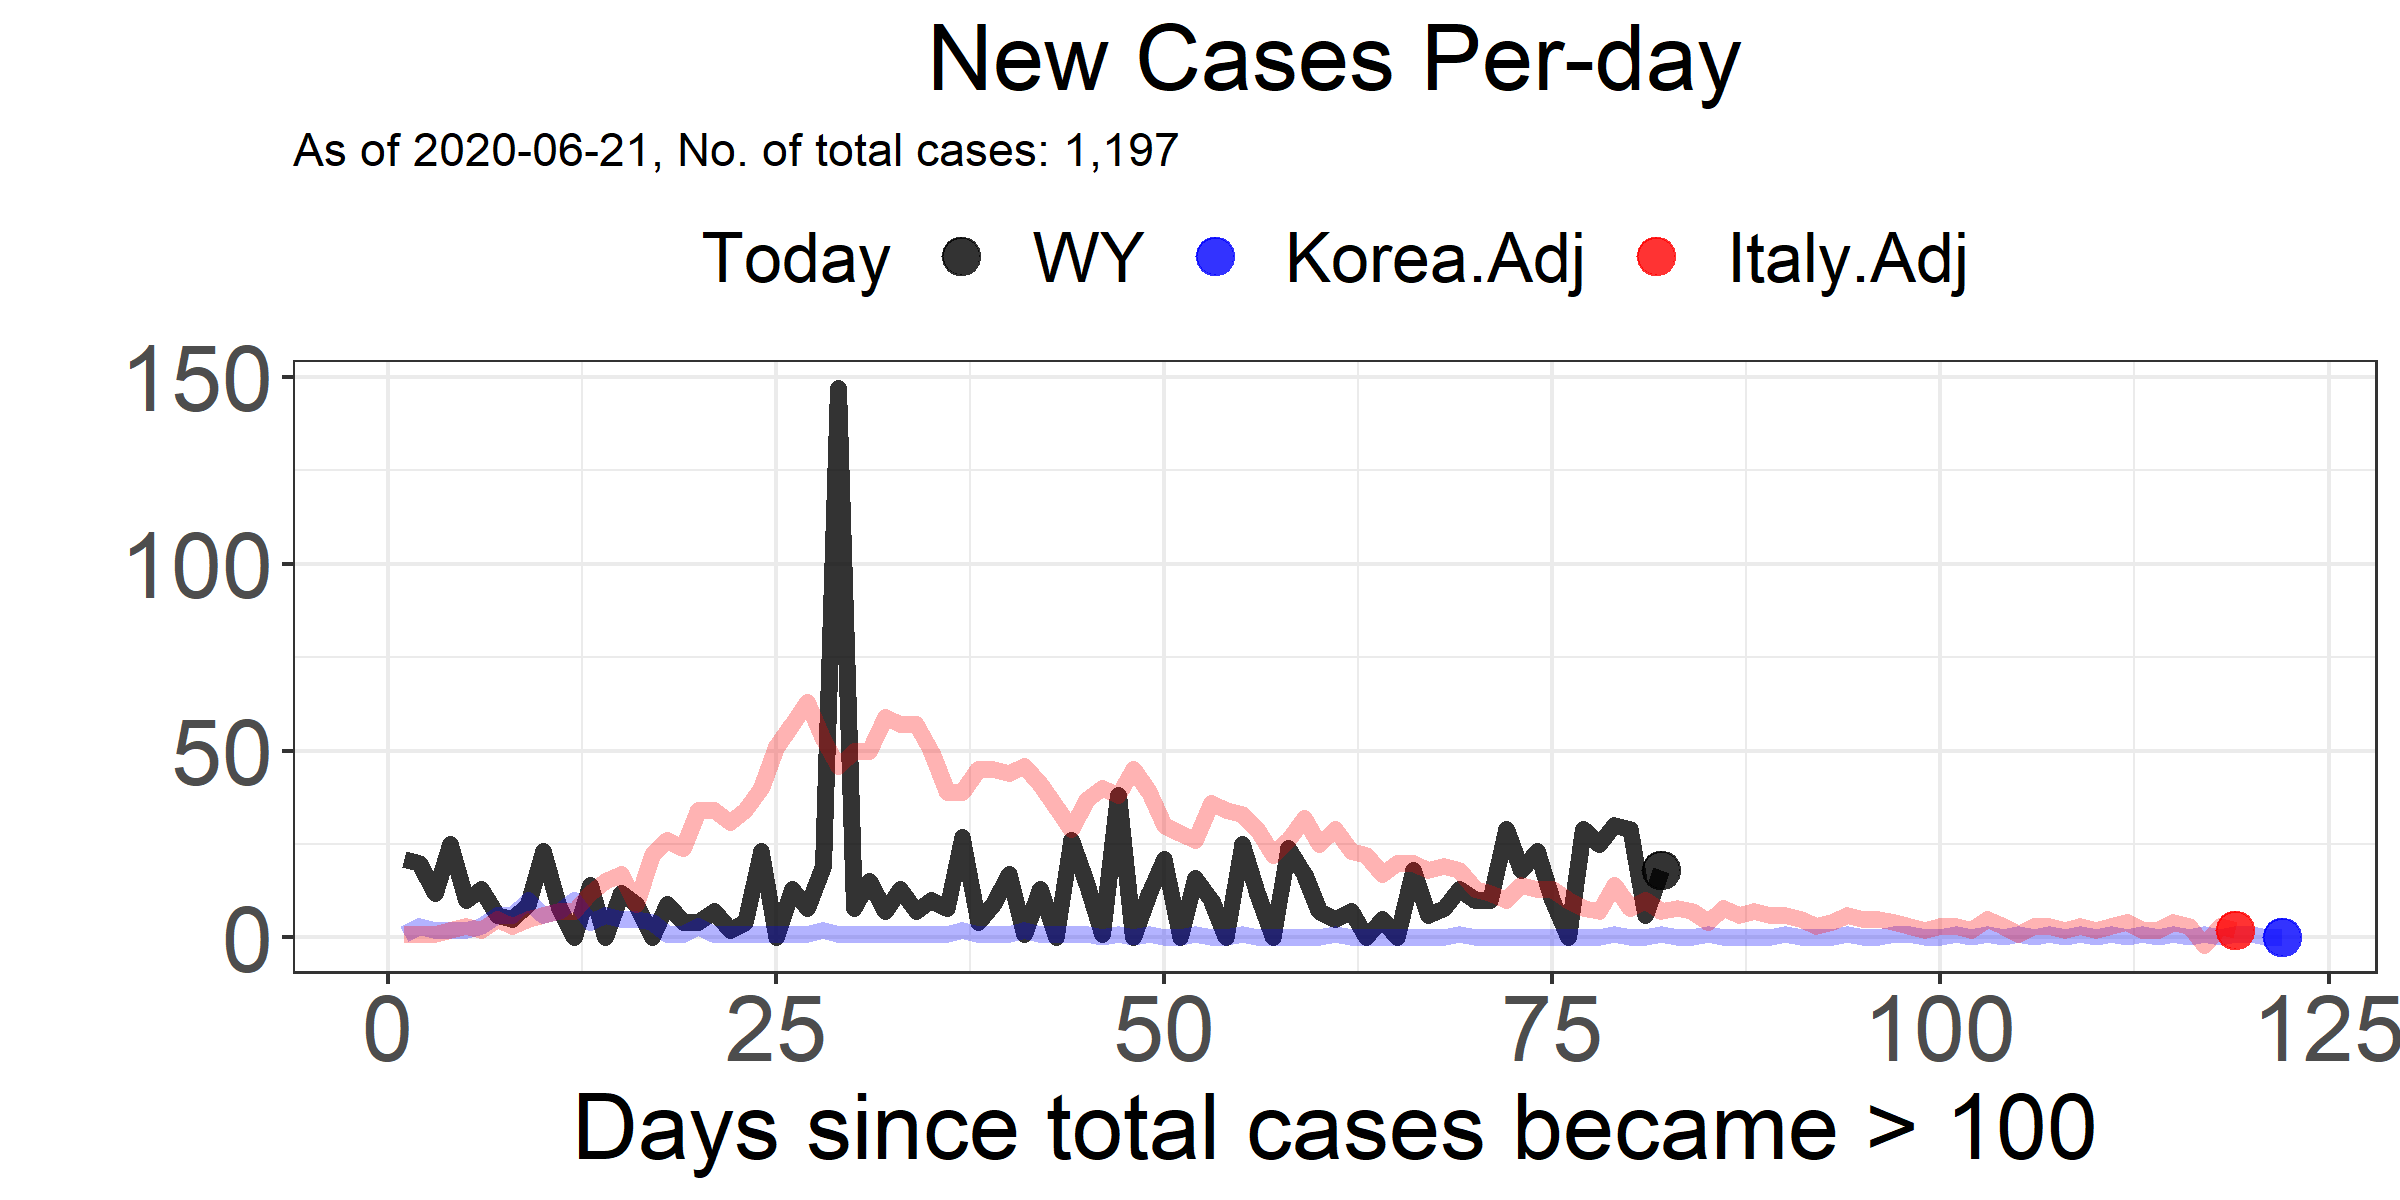 New Cases Per-day
As of 2020-06-21, No. of total cases: 1,197
Today WY Korea.Adj Italy.Adj
150
100
50
0
0 25 50 75 100 125
Days since total cases became > 100